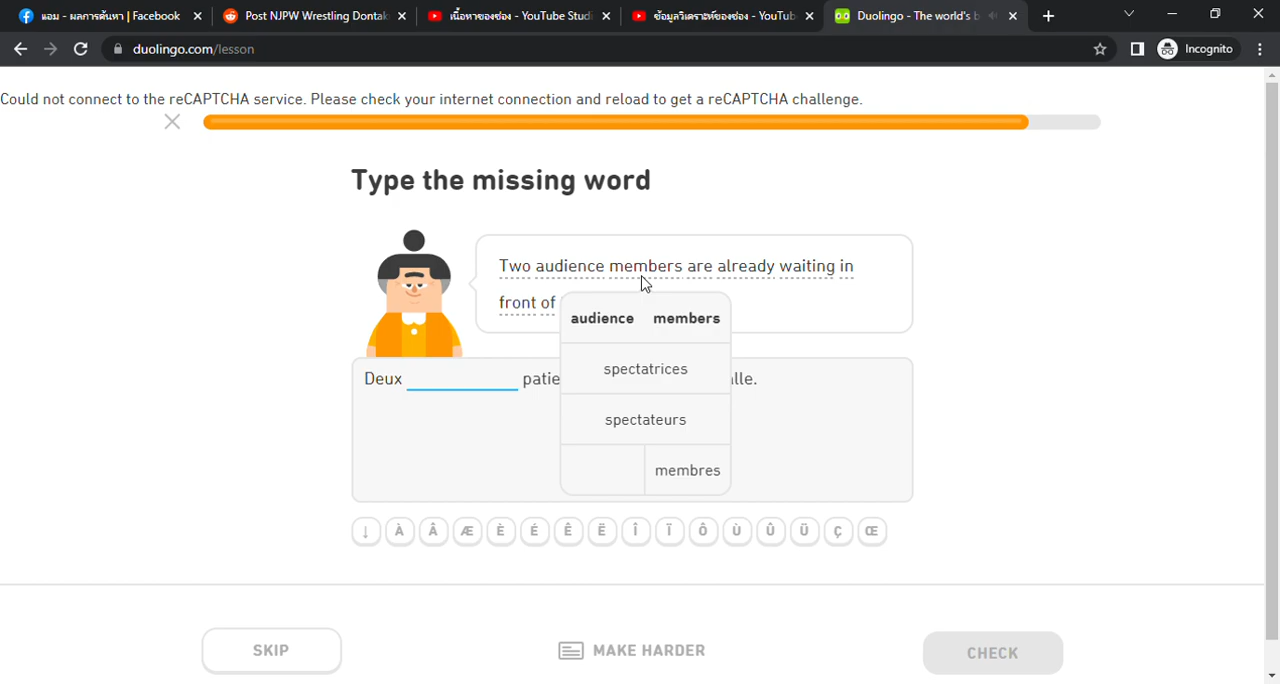 แอม - ผลการค้นหา | Facebook
Post NJPW Wrestling Dontak
เนื้อหาของช่อง - YouTube Studi
ข้อมูลวิเคราะห์ของช่อง - YouTub
Duolingo - The world's b
duolingo.com/lesson
Incognito
Could not connect to the reCAPTCHA service. Please check your internet connection and reload to get a reCAPTCHA challenge.
Type the missing word
Two audience members are already waiting in
front of
audience members
spectatrices
Deux patie lle.
spectateurs
membres
↓ À Â Æ È É Ê Ë Î Ï Ô Ù Û Ü Ç Œ
SKIP
MAKE HARDER
CHECK